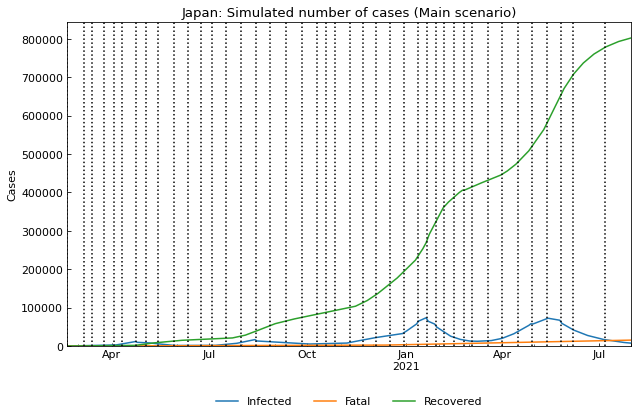 Japan: Simulated number of cases (Main scenario)
800000
700000
600000
500000
400000
300000
200000
100000
0
Cases
Apr Jul Oct Jan Apr Jul
2021
Infected Fatal Recovered